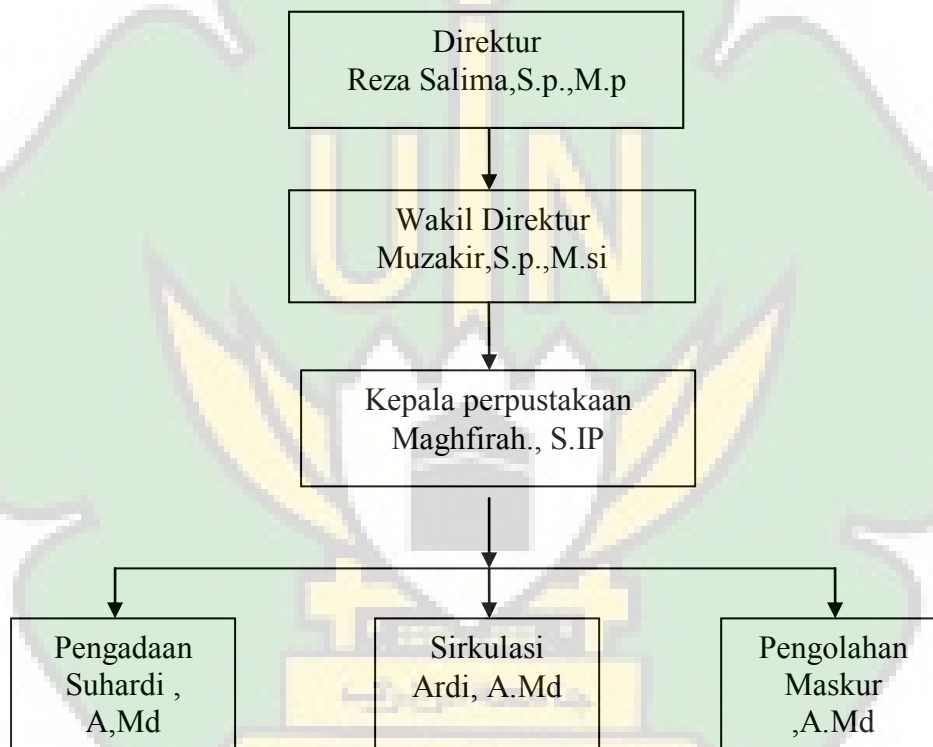 Direktur
Reza Salima,S.p.,M.p
UIN
Wakil Direktur
Muzakir,S.p.,M.si
Kepala perpustakaan
Maghfirah., S.IP
Pengadaan
Suhardi ,
A,Md
Sirkulasi
Ardi, A.Md
Pengolahan
Maskur
,A.Md